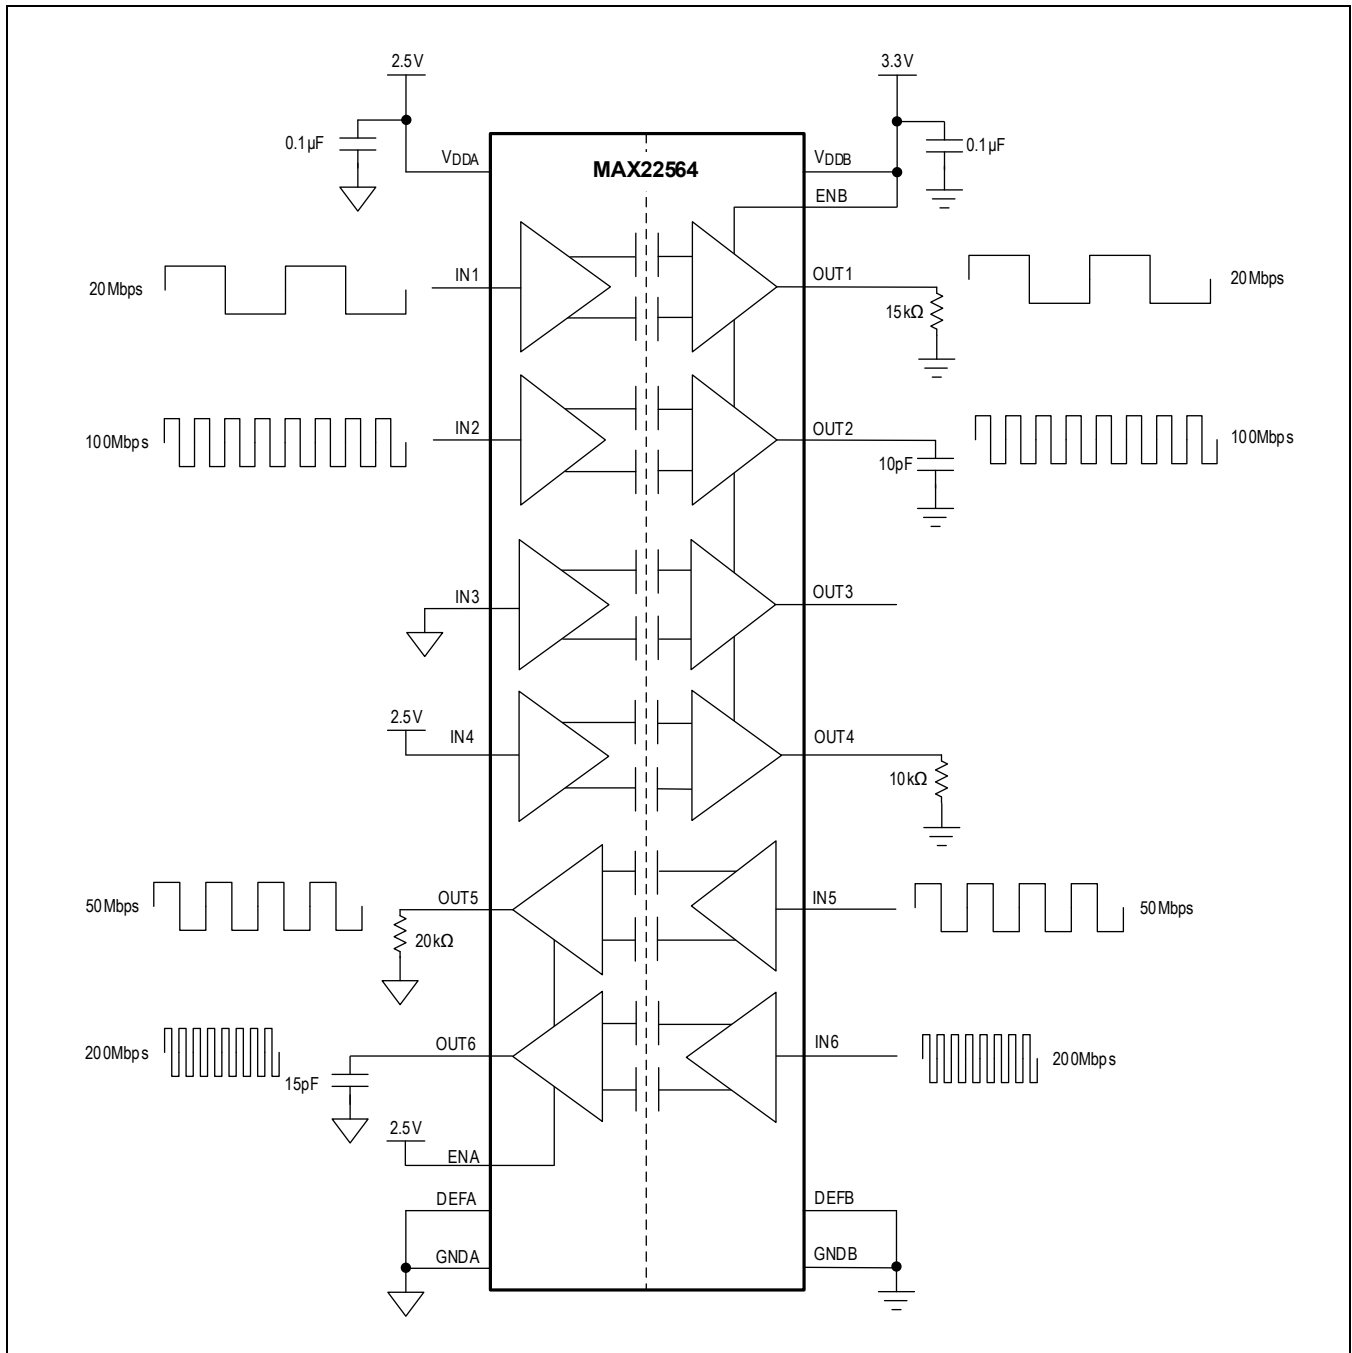 2.5V
3.3V
0.1µF
0.1µF
VDDA
MAX22564
VDDB
ENB
20Mbps
IN1
OUT1
20Mbps
15kΩ
100Mbps
IN2
OUT2
100Mbps
10pF
IN3
OUT3
2.5V
IN4
OUT4
10kΩ
50Mbps
OUT5
IN5
50Mbps
20kΩ
200Mbps
OUT6
IN6
200Mbps
15pF
2.5V
ENA
DEFA
DEFB
GNDA
GNDB